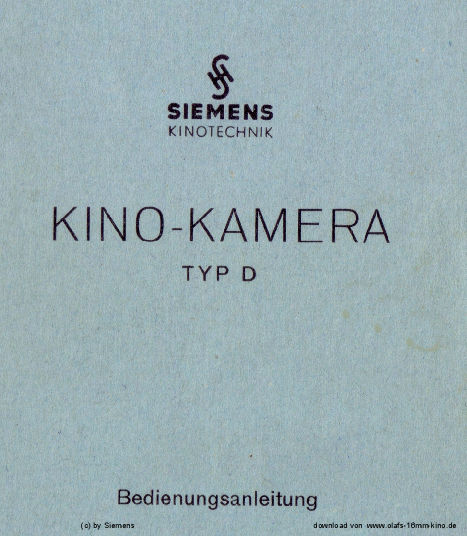 SIEMENS
KINOTECHNIK
KINO-KAMERA
TYP D
Bedienungsanleitung
(c) by Siemens download von www.olafs-16mm-kino.de